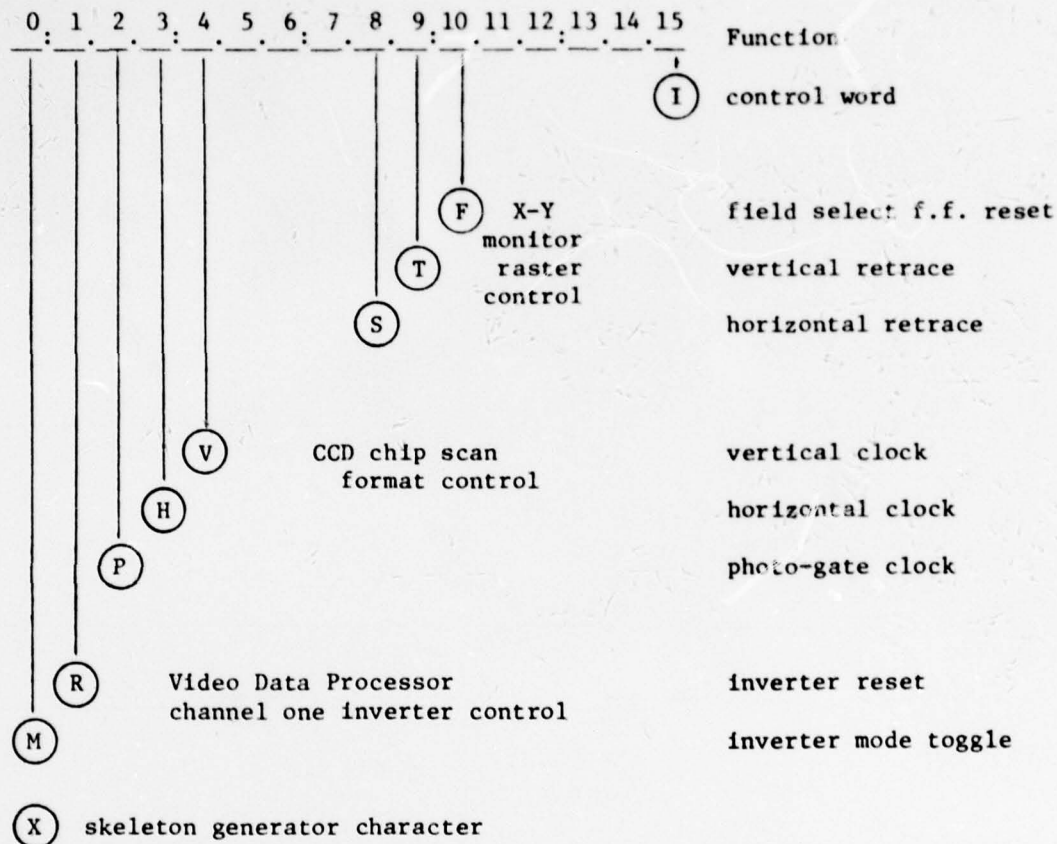 0 1 2 3 4 5 6 7 8 9 10 11 12 13 14 15
Function
I control word
F X-Y field select f.f. reset
monitor
T raster vertical retrace
control
S horizontal retrace
V CCD chip scan vertical clock
format control
H horizontal clock
P photo-gate clock
R Video Data Processor inverter reset
channel one inverter control
M inverter mode toggle
X skeleton generator character